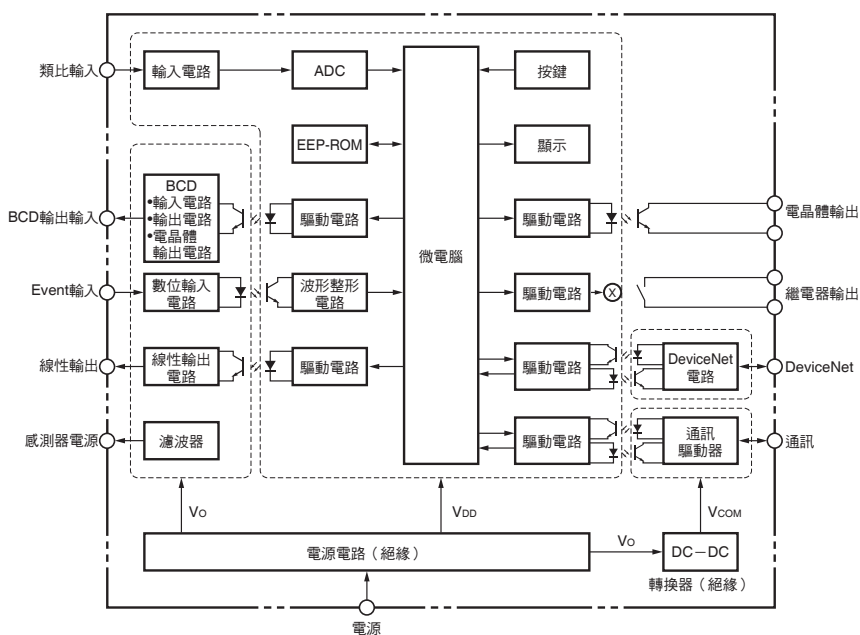 類比輸入
輸入電路
ADC
按鍵
EEP-ROM
顯示
微電腦
BCD輸出輸入
BCD
•輸入電路
•輸出電路
•電晶體
輸出電路
驅動電路
驅動電路
電晶體輸出
Event輸入
數位輸入
電路
波形整形
電路
驅動電路
X
繼電器輸出
線性輸出
線性輸出
電路
驅動電路
驅動電路
DeviceNet
電路
DeviceNet
感測器電源
濾波器
驅動電路
通訊
驅動器
通訊
VO
VDD
VCOM
電源電路（絕緣）
VO
DC－DC
轉換器（絕緣）
電源